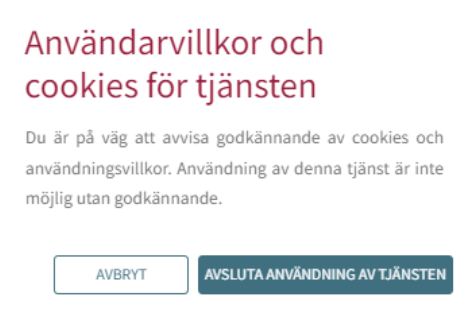 Användarvillkor och
cookies för tjänsten
Du är på väg att avvisa godkännande av cookies och
användningsvillkor. Användning av denna tjänst är inte
möjlig utan godkännande.
AVBRYT
AVSLUTA ANVÄNDNING AV TJÄNSTEN